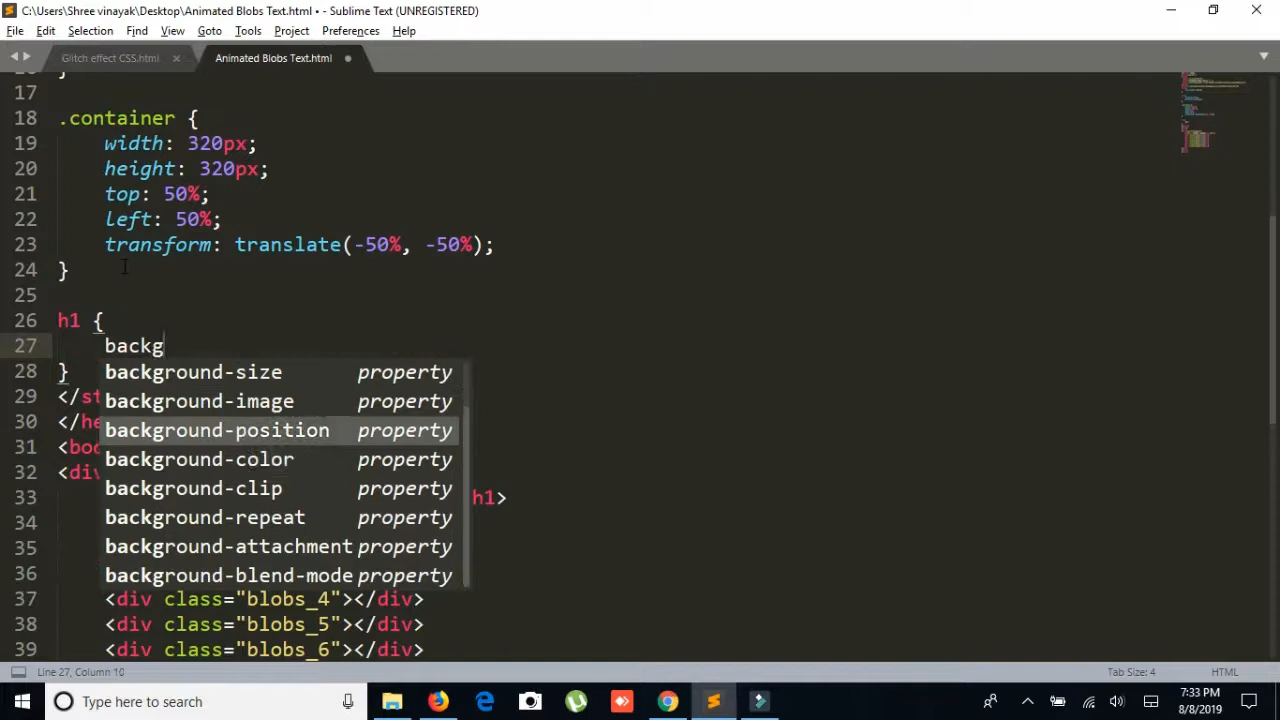 C:\Users\Shree vinayak\Desktop\Animated Blobs Text.html • - Sublime Text (UNREGISTERED)
File Edit Selection Find View Goto Tools Project Preferences Help
Glitch effect CSS.html × Animated Blobs Text.html
17
18 .container {
19 width: 320px;
20 height: 320px;
21 top: 50%;
22 left: 50%;
23 transform: translate(-50%, -50%);
24 }
25
26 h1 {
27 backg
28 }
background-size property
29 </st
background-image property
30 </he
background-position property
31 <bod
background-color property
32 <div
background-clip property
33 h1>
background-repeat property
34
background-attachment property
35
background-blend-mode property
36
37 <div class="blobs_4"></div>
38 <div class="blobs_5"></div>
39 <div class="blobs_6"></div>
Line 27, Column 10 Tab Size: 4 HTML
Type here to search
7:33 PM
8/8/2019